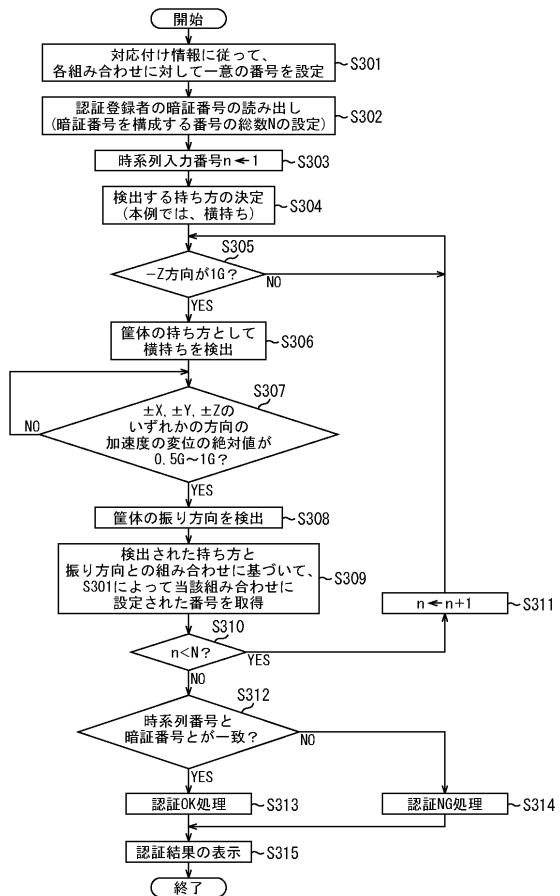 開始
対応付け情報に従って、
各組み合わせに対して一意の番号を設定
S301
認証登録者の暗証番号の読み出し
(暗証番号を構成する番号の総数Nの設定)
S302
時系列入力番号n←1
S303
検出する持ち方の決定
(本例では、横持ち)
S304
S305
−Z方向が1G?
NO
YES
筐体の持ち方として
横持ちを検出
S306
S307
±X, ±Y, ±Zの
いずれかの方向の
加速度の変位の絶対値が
0.5G〜1G?
NO
YES
筐体の振り方向を検出
S308
検出された持ち方と
振り方向との組み合わせに基づいて、
S301によって当該組み合わせに
設定された番号を取得
S309
n←n+1
S311
S310
n<N?
YES
NO
S312
時系列番号と
暗証番号とが一致?
NO
YES
認証OK処理
S313
認証NG処理
S314
認証結果の表示
S315
終了